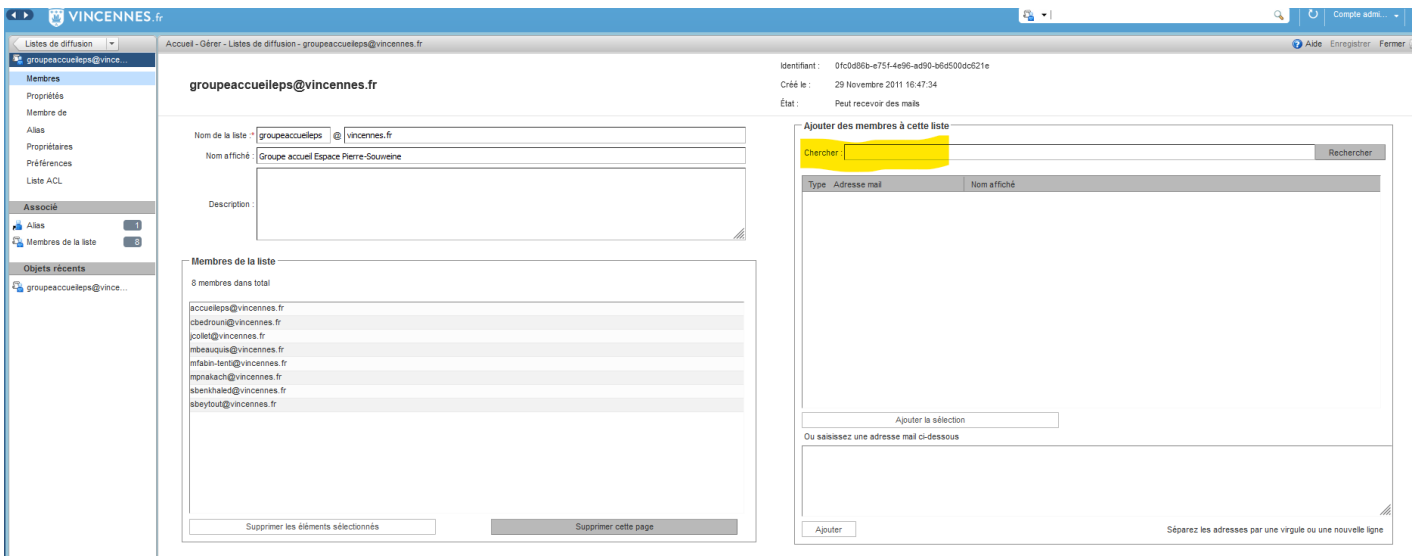 VINCENNES.fr
Compte admi...
Listes de diffusion
Accueil - Gérer - Listes de diffusion - groupeaccueileps@vincennes.fr
Aide Enregistrer Fermer
groupeaccueileps@vince...
Membres
Propriétés
Membre de
Alias
Propriétaires
Préférences
Liste ACL
Associé
Alias 1
Membres de la liste 8
Objets récents
groupeaccueileps@vince...
groupeaccueileps@vincennes.fr
Identifiant : 0fc0d86b-e75f-4e96-ad90-b6d500dc621e
Créé le : 29 Novembre 2011 16:47:34
État : Peut recevoir des mails
Nom de la liste :* groupeaccueileps @ vincennes.fr
Nom affiché : Groupe accueil Espace Pierre-Souweine
Description :
Membres de la liste
8 membres dans total
accueileps@vincennes.fr
cbedrouni@vincennes.fr
jcollet@vincennes.fr
mbeauquis@vincennes.fr
mfabin-tenti@vincennes.fr
mpnakach@vincennes.fr
sbenkhaled@vincennes.fr
sbeytout@vincennes.fr
Supprimer les éléments sélectionnés
Supprimer cette page
Ajouter des membres à cette liste
Chercher : Rechercher
Type Adresse mail Nom affiché
Ajouter la sélection
Ou saisissez une adresse mail ci-dessous
Ajouter
Séparez les adresses par une virgule ou une nouvelle ligne